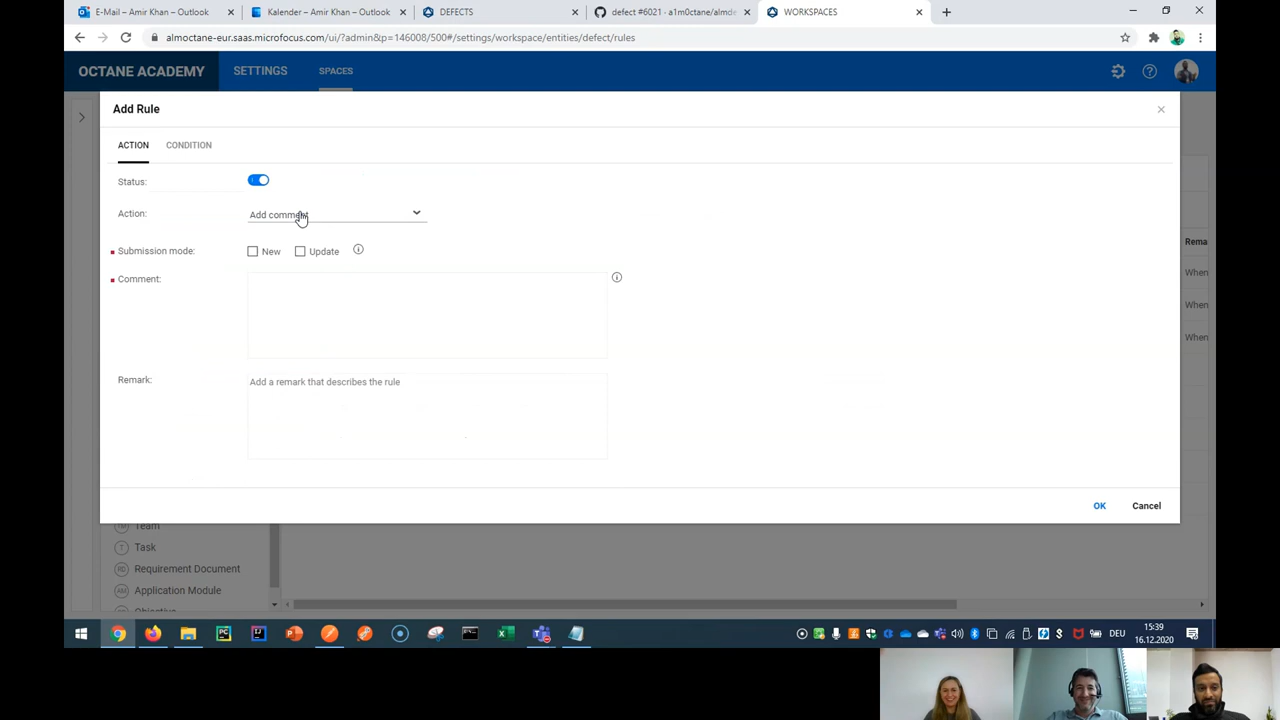 E-Mail – Amir Khan – Outlook
Kalender – Amir Khan – Outlook
DEFECTS
defect #6021 - a1m0ctane/almde
WORKSPACES
almoctane-eur.saas.microfocus.com/ui/?admin&p=146008/500#/settings/workspace/entities/defect/rules
OCTANE ACADEMY
SETTINGS
SPACES
Add Rule
ACTION
CONDITION
Status:
Action:
Add comment
Submission mode:
New
Update
Comment:
Remark:
Add a remark that describes the rule
OK
Cancel
Rema
When
When
When
Team
T
Task
RD
Requirement Document
AM
Application Module
Objective
DEU
15:39
16.12.2020